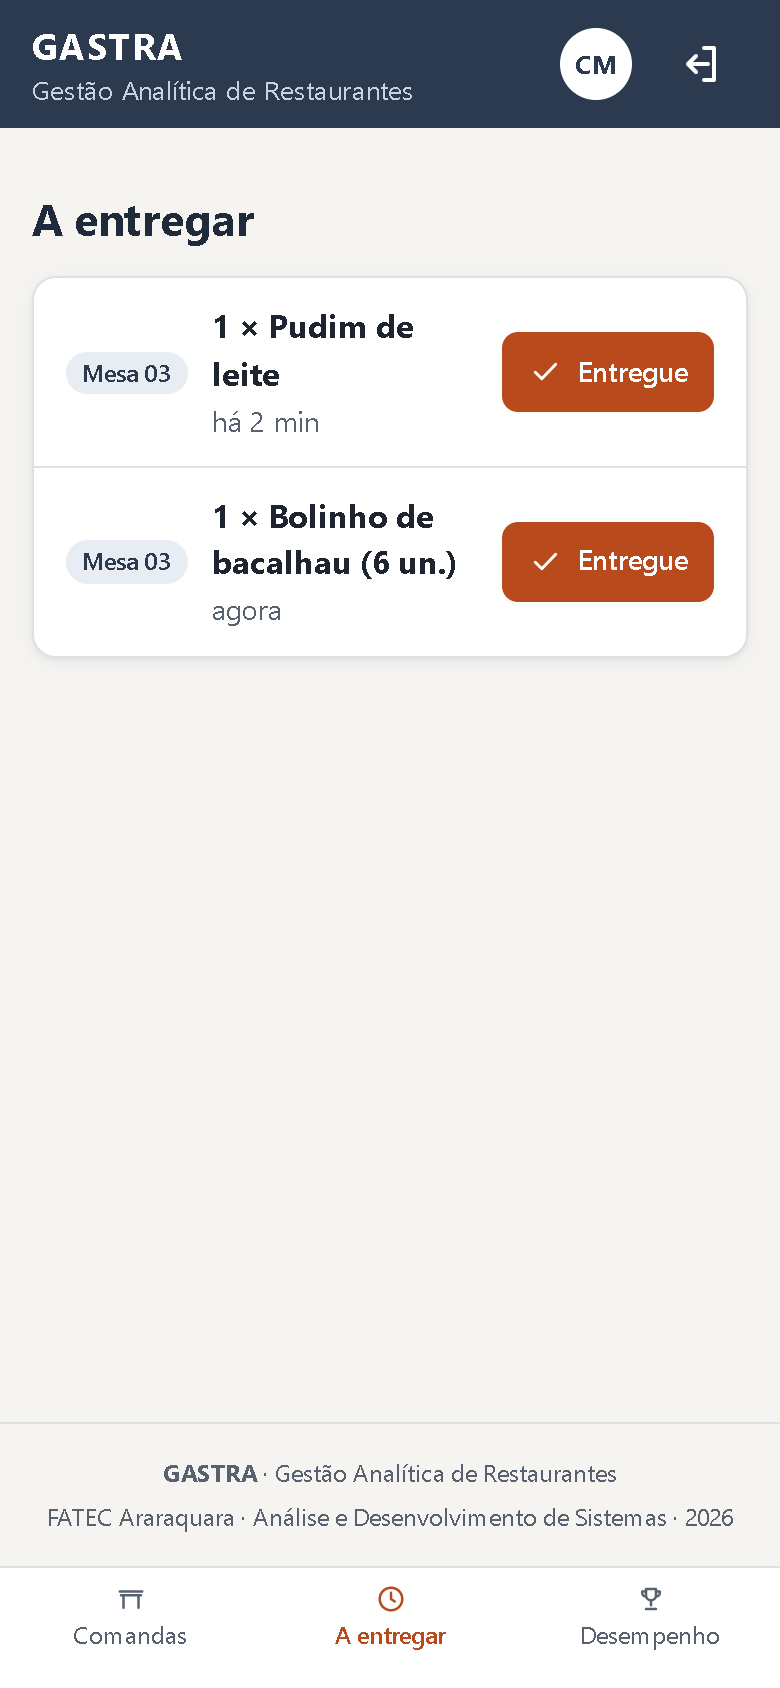 GASTRA
Gestão Analítica de Restaurantes
CM
A entregar
Mesa 03
1 × Pudim de
leite
há 2 min
Entregue
Mesa 03
1 × Bolinho de
bacalhau (6 un.)
agora
Entregue
GASTRA · Gestão Analítica de Restaurantes
FATEC Araraquara · Análise e Desenvolvimento de Sistemas · 2026
Comandas
A entregar
Desempenho